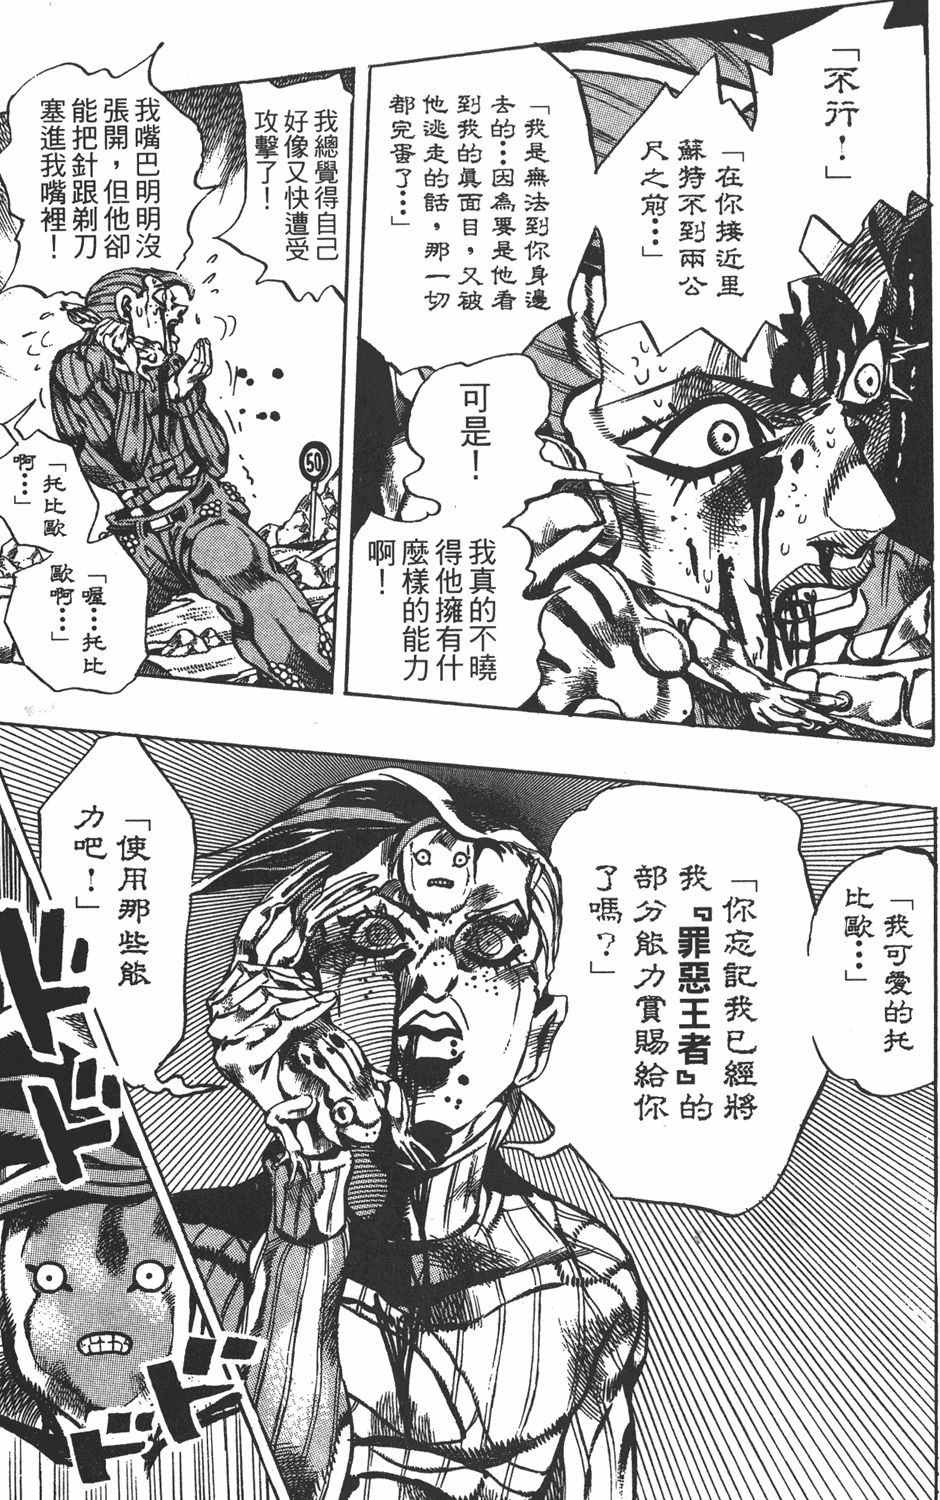 「不行！」
「在你接近里
蘇特不到兩公
尺之前…」
「我是無法到你身邊
去的…因為要是他看
到我的真面目，又被
他逃走的話，那一切
都完蛋了…」
可是！
我真的不曉
得他擁有什
麼樣的能力
啊！
我總覺得自己
好像又快遭受
攻擊了！
我嘴巴明明沒
張開，但他卻
能把針跟剃刀
塞進我嘴裡！
50
「托比歐
啊…」
「喔…托比
歐啊…」
「我可愛的托
比歐…」
「你忘記我已經將
我『罪惡王者』的
部分能力賞賜給你
了嗎？」
「使用那些能
力吧！」
ドドド
ドドド